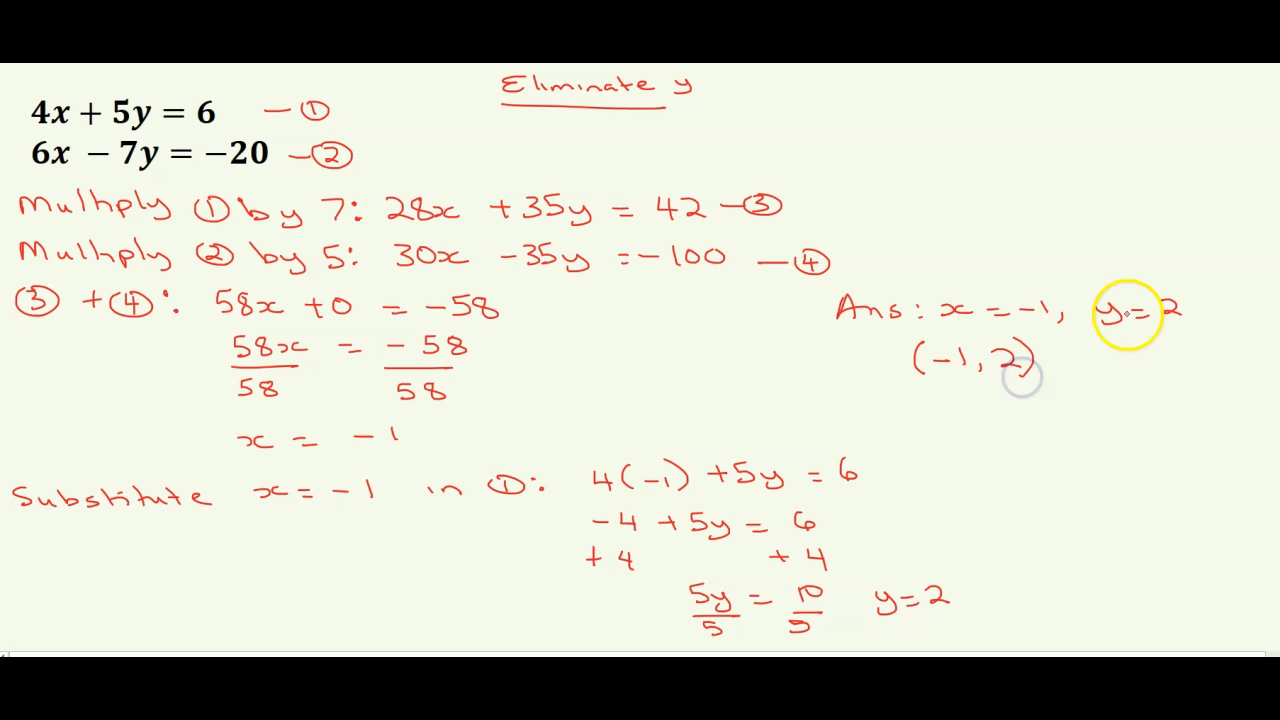 Eliminate y
4x + 5y = 6 — ①
6x − 7y = −20 — ②
Multiply ① by 7: 28x + 35y = 42 — ③
Multiply ② by 5: 30x − 35y = −100 — ④
③ + ④: 58x + 0 = −58
58x = −58
58 58
x = −1
Ans: x = −1, y = 2
(−1, 2)
Substitute x = −1 in ①: 4(−1) + 5y = 6
−4 + 5y = 6
+4 +4
5y = 10 y = 2
5 5